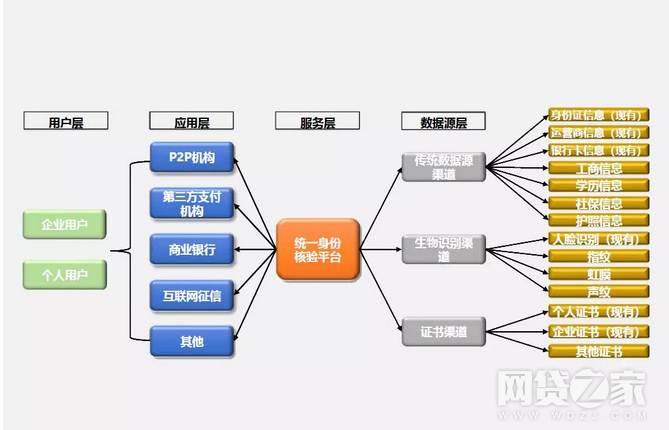 用户层
应用层
服务层
数据源层
企业用户
个人用户
P2P机构
第三方支付
机构
商业银行
互联网征信
其他
统一身份
核验平台
传统数据源
渠道
生物识别渠
道
证书渠道
身份证信息（现有）
运营商信息（现有）
银行卡信息（现有）
工商信息
学历信息
社保信息
护照信息
人脸识别（现有）
指纹
虹膜
声纹
个人证书（现有）
企业证书（现有）
其他证书
网贷之家
WWW.WDZJ.COM